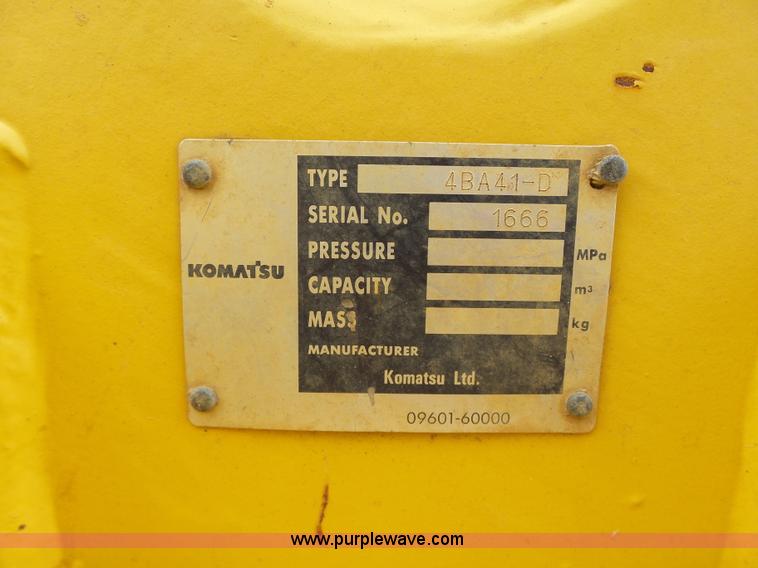 KOMATSU
TYPE 4BA41-D
SERIAL No. 1666
PRESSURE MPa
CAPACITY m³
MASS kg
MANUFACTURER
Komatsu Ltd.
09601-60000
www.purplewave.com